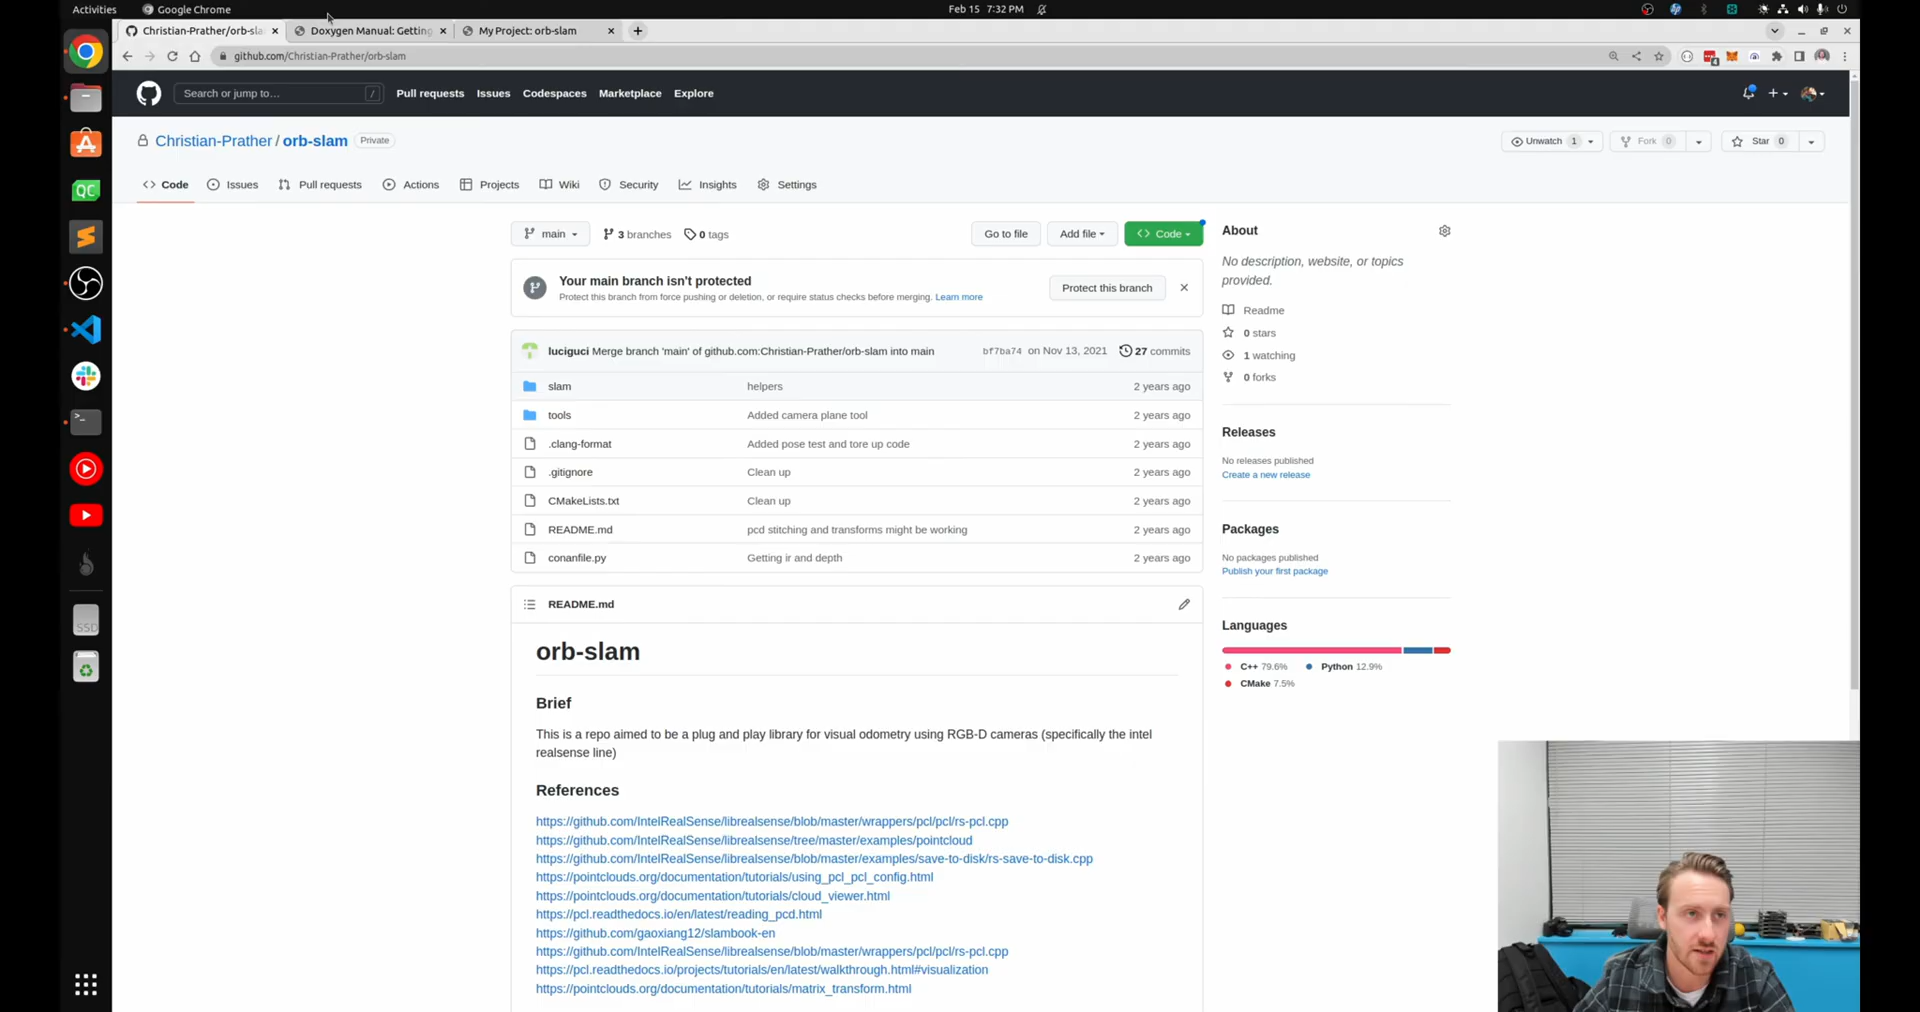 Activities
Google Chrome
Feb 15 7:32 PM
Christian-Prather/orb-sla
Doxygen Manual: Getting
My Project: orb-slam
github.com/Christian-Prather/orb-slam
Search or jump to… /
Pull requests Issues Codespaces Marketplace Explore
Christian-Prather / orb-slam Private
Unwatch 1
Fork 0
Star 0
Code Issues Pull requests Actions Projects Wiki Security Insights Settings
main 3 branches 0 tags
Go to file Add file Code
Your main branch isn't protected
Protect this branch from force pushing or deletion, or require status checks before merging. Learn more
Protect this branch
luciguci Merge branch 'main' of github.com:Christian-Prather/orb-slam into main bf7ba74 on Nov 13, 2021 27 commits
slam helpers 2 years ago
tools Added camera plane tool 2 years ago
.clang-format Added pose test and tore up code 2 years ago
.gitignore Clean up 2 years ago
CMakeLists.txt Clean up 2 years ago
README.md pcd stitching and transforms might be working 2 years ago
conanfile.py Getting ir and depth 2 years ago
README.md
orb-slam
Brief
This is a repo aimed to be a plug and play library for visual odometry using RGB-D cameras (specifically the intel
realsense line)
References
https://github.com/IntelRealSense/librealsense/blob/master/wrappers/pcl/pcl/rs-pcl.cpp
https://github.com/IntelRealSense/librealsense/tree/master/examples/pointcloud
https://github.com/IntelRealSense/librealsense/blob/master/examples/save-to-disk/rs-save-to-disk.cpp
https://pointclouds.org/documentation/tutorials/using_pcl_pcl_config.html
https://pointclouds.org/documentation/tutorials/cloud_viewer.html
https://pcl.readthedocs.io/en/latest/reading_pcd.html
https://github.com/gaoxiang12/slambook-en
https://github.com/IntelRealSense/librealsense/blob/master/wrappers/pcl/pcl/rs-pcl.cpp
https://pcl.readthedocs.io/projects/tutorials/en/latest/walkthrough.html#visualization
https://pointclouds.org/documentation/tutorials/matrix_transform.html
About
No description, website, or topics
provided.
Readme
0 stars
1 watching
0 forks
Releases
No releases published
Create a new release
Packages
No packages published
Publish your first package
Languages
C++ 79.6% Python 12.9%
CMake 7.5%
QC
SSD